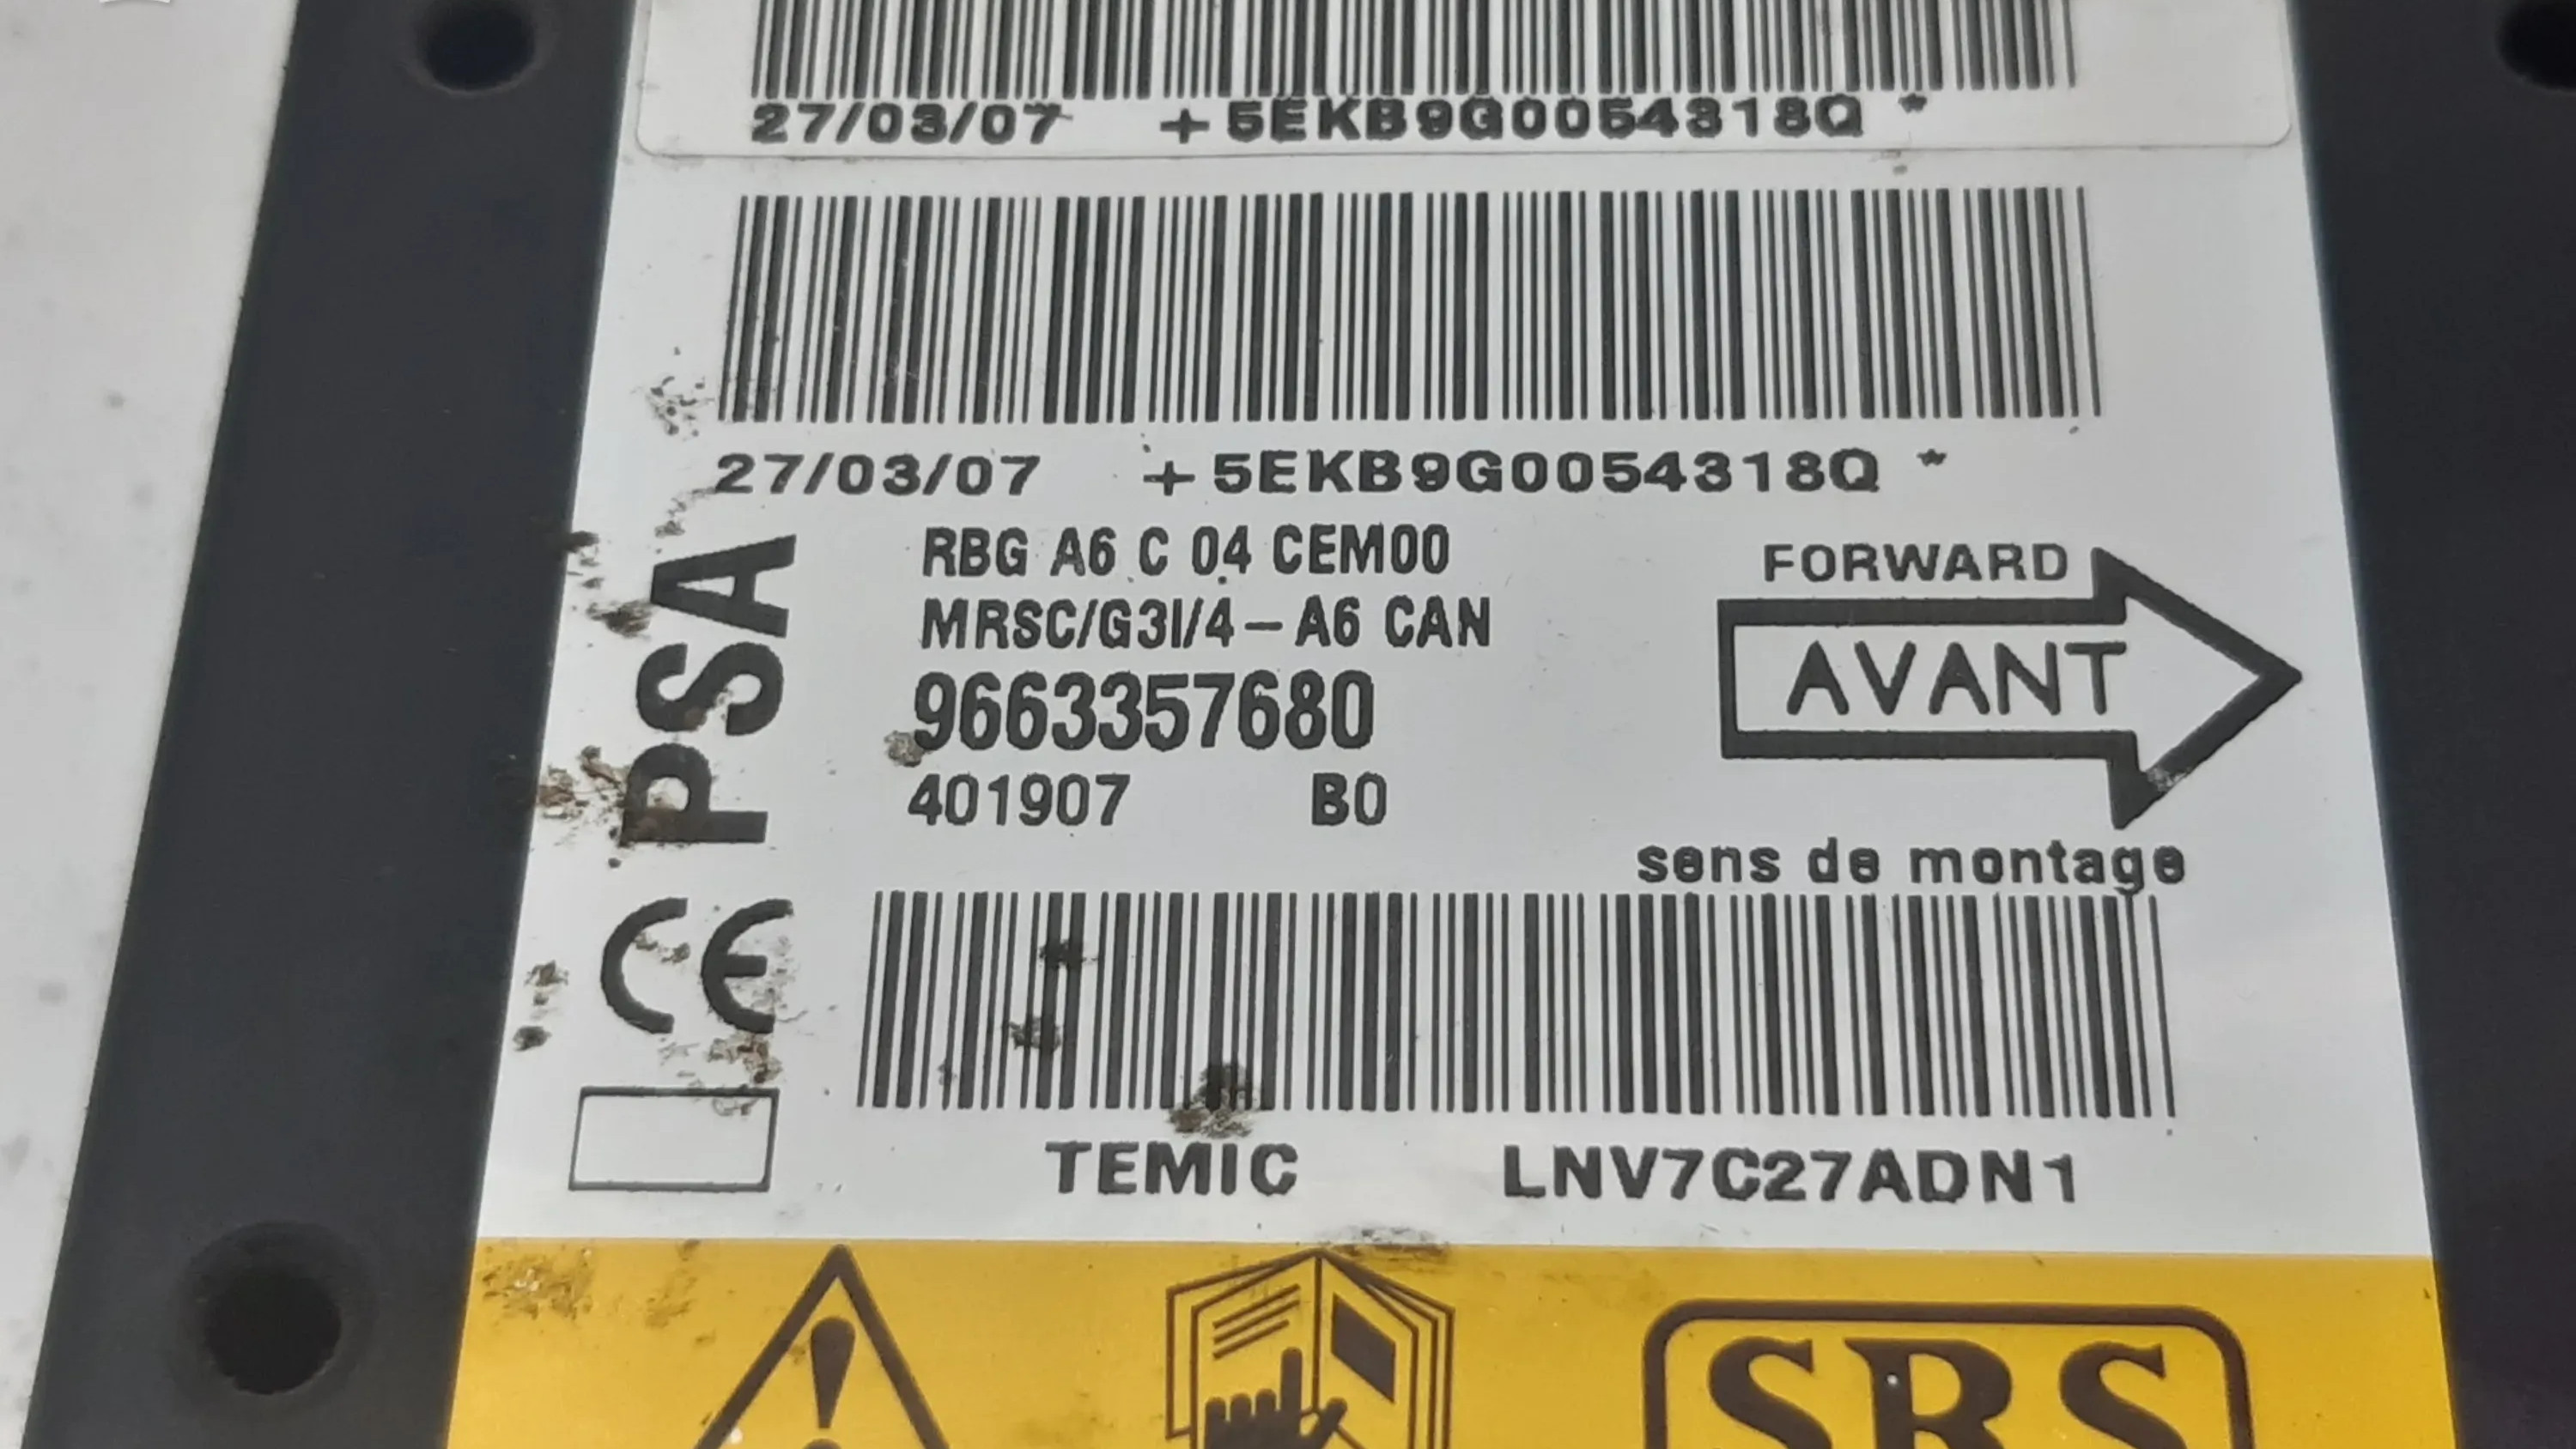 27/03/07 +5EKB9G0054318Q *
27/03/07 +5EKB9G0054318Q *
RBG A6 C 04 CEM00
MRSC/G3I/4-A6 CAN
9663357680
401907 B0
PSA
CE
FORWARD
AVANT
sens de montage
TEMIC LNV7C27ADN1
SRS